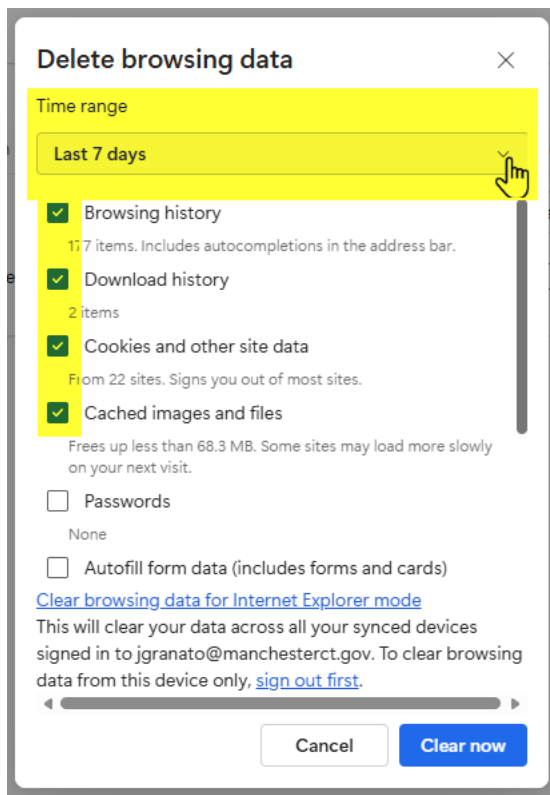 Delete browsing data
Time range
Last 7 days
Browsing history
177 items. Includes autocompletions in the address bar.
Download history
2 items
Cookies and other site data
From 22 sites. Signs you out of most sites.
Cached images and files
Frees up less than 68.3 MB. Some sites may load more slowly
on your next visit.
Passwords
None
Autofill form data (includes forms and cards)
Clear browsing data for Internet Explorer mode
This will clear your data across all your synced devices
signed in to jgranato@manchesterct.gov. To clear browsing
data from this device only, sign out first.
Cancel
Clear now